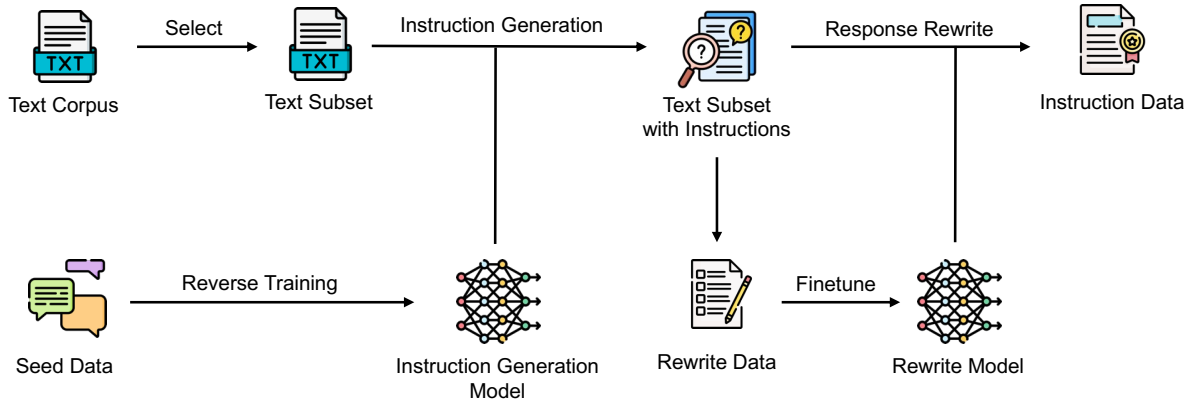 Select
Instruction Generation
Response Rewrite
TXT
TXT
?
?
Text Corpus
Text Subset
Text Subset
with Instructions
Instruction Data
Reverse Training
Finetune
Seed Data
Instruction Generation
Model
Rewrite Data
Rewrite Model